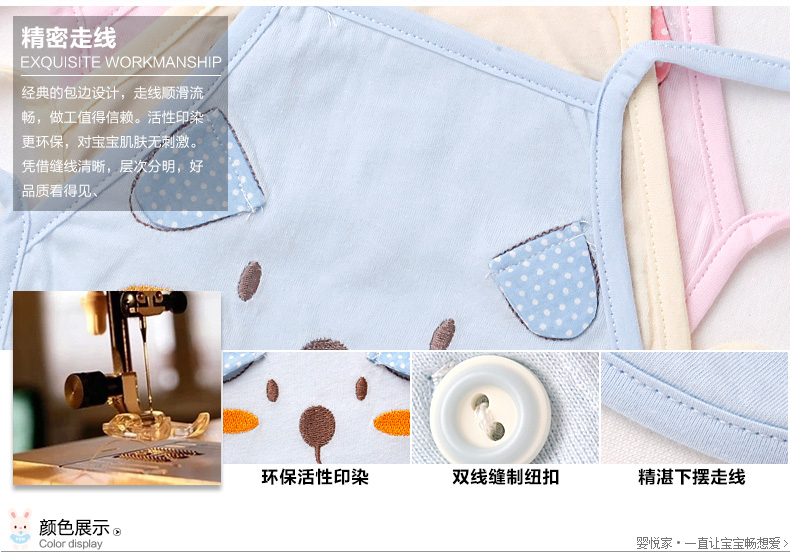 精密走线
EXQUISITE WORKMANSHIP
经典的包边设计，走线顺滑流
畅，做工值得信赖。活性印染
更环保，对宝宝肌肤无刺激。
凭借缝线清晰，层次分明，好
品质看得见、
环保活性印染
双线缝制纽扣
精湛下摆走线
颜色展示
Color display
婴悦家•一直让宝宝畅想爱